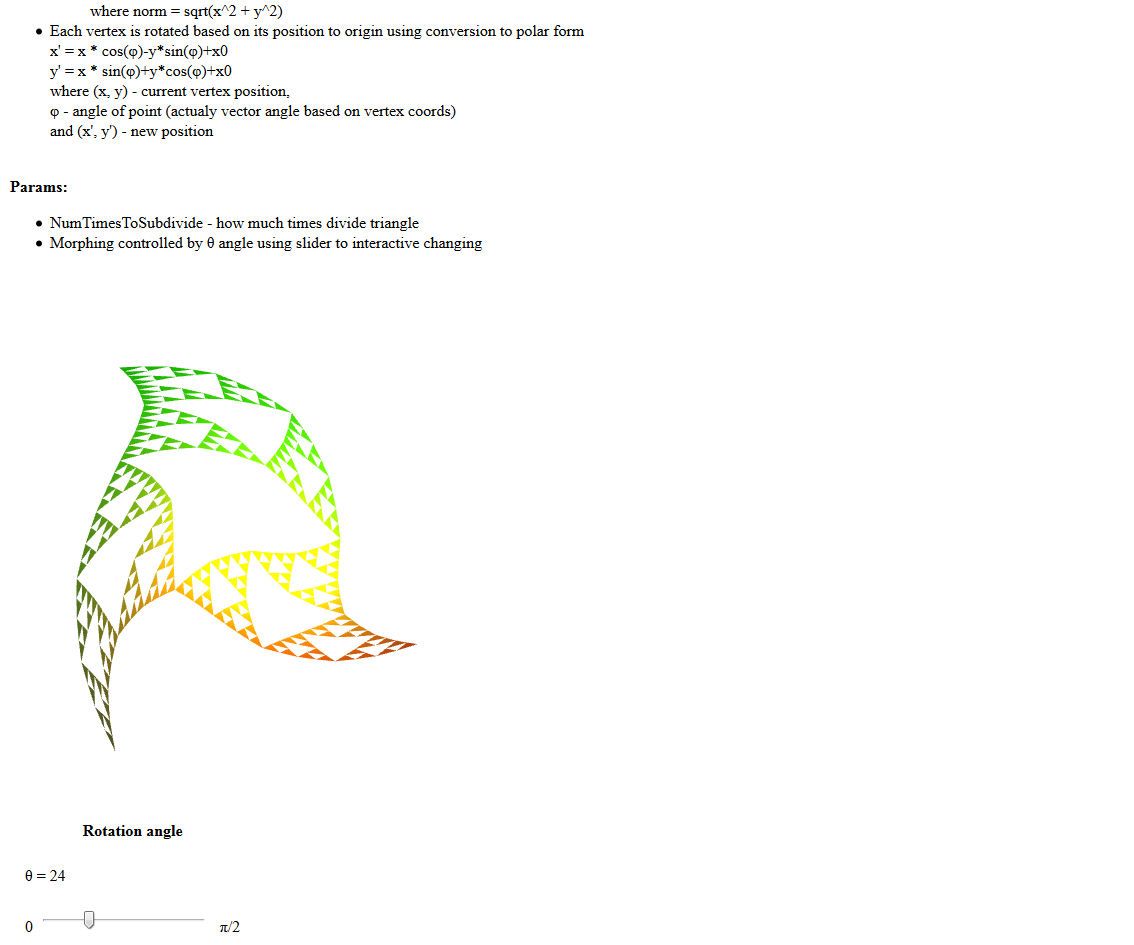 where norm = sqrt(x^2 + y^2)
• Each vertex is rotated based on its position to origin using conversion to polar form
x' = x * cos(φ)-y*sin(φ)+x0
y' = x * sin(φ)+y*cos(φ)+x0
where (x, y) - current vertex position,
φ - angle of point (actualy vector angle based on vertex coords)
and (x', y') - new position
Params:
• NumTimesToSubdivide - how much times divide triangle
• Morphing controlled by θ angle using slider to interactive changing
Rotation angle
θ = 24
0 π/2